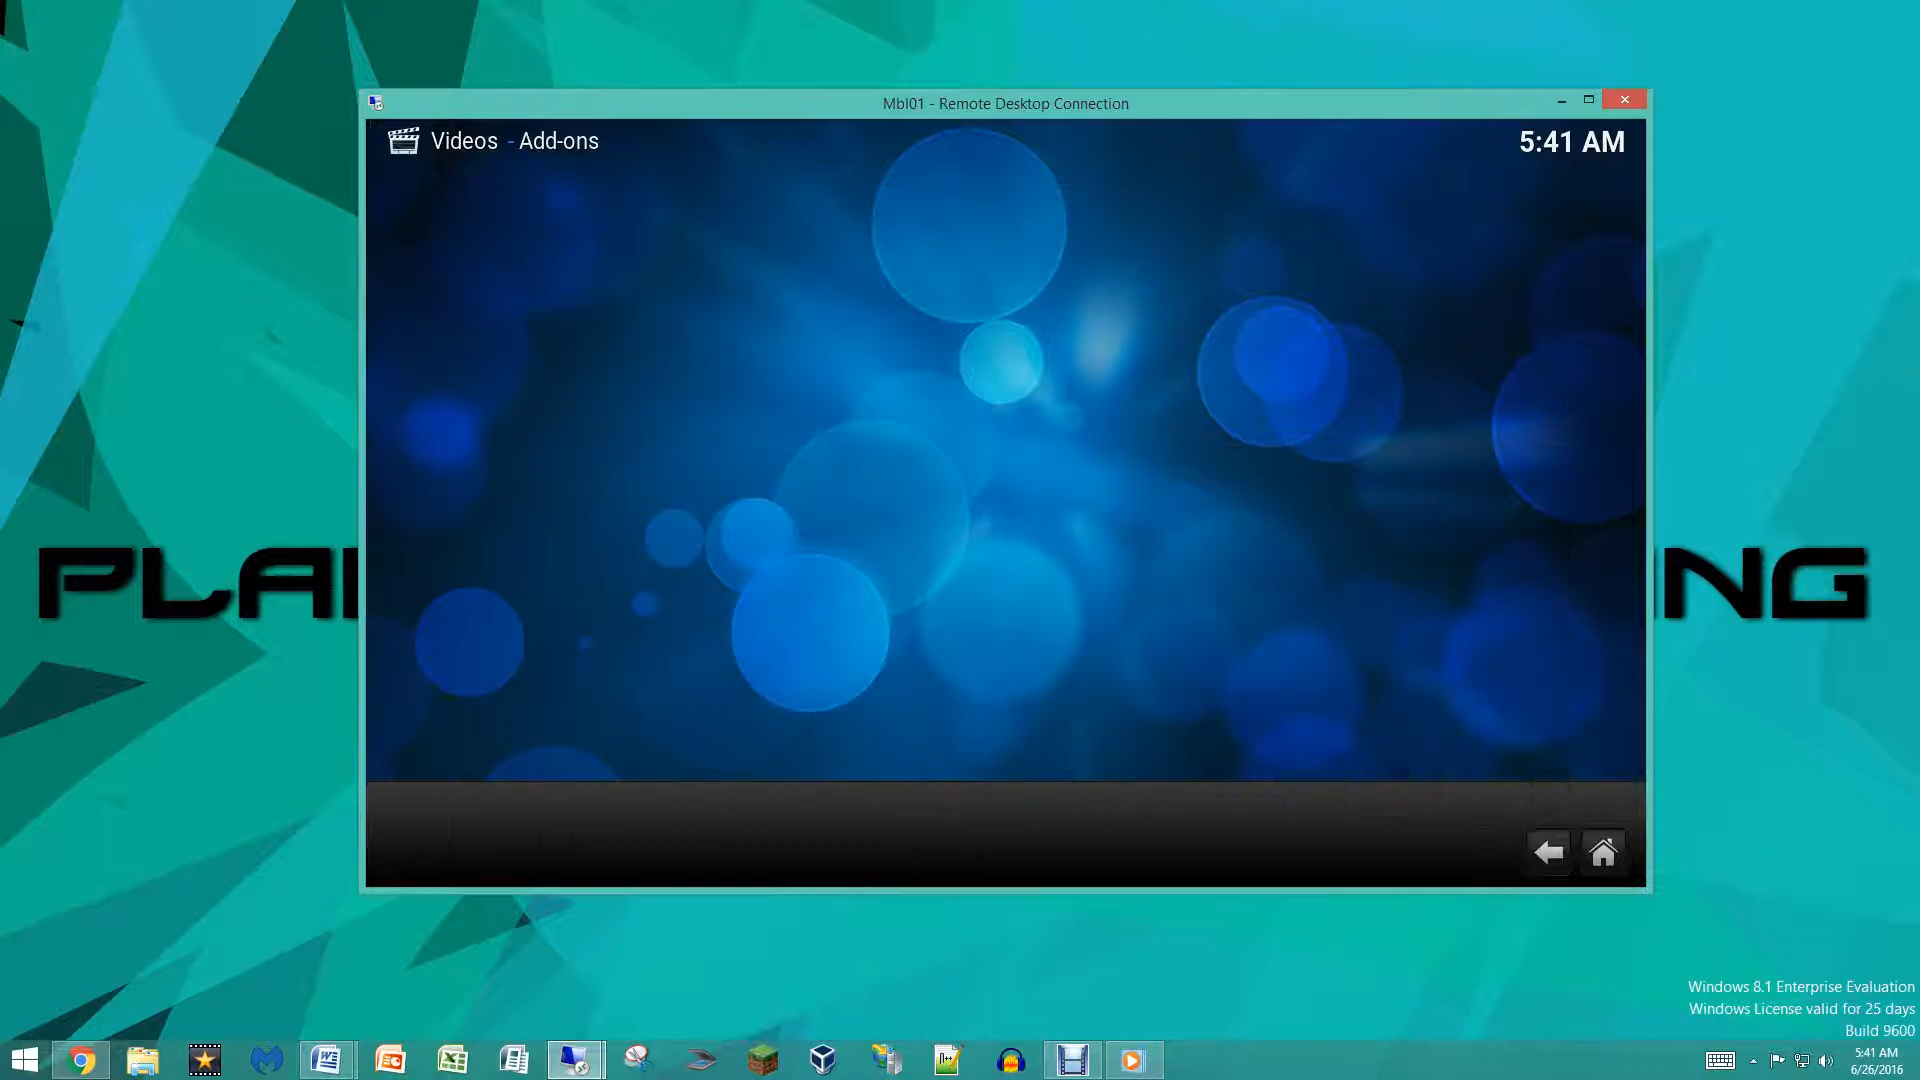 Mbl01 - Remote Desktop Connection
Videos - Add-ons
5:41 AM
PLA
NG
Windows 8.1 Enterprise Evaluation
Windows License valid for 25 days
Build 9600
5:41 AM
6/26/2016